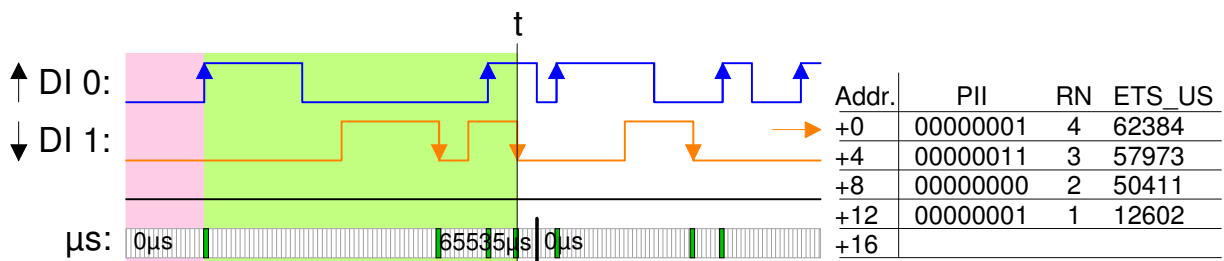 t
DI 0:
DI 1:
µs: 0µs 65535µs 0µs
Addr. PII RN ETS_US
+0 00000001 4 62384
+4 00000011 3 57973
+8 00000000 2 50411
+12 00000001 1 12602
+16